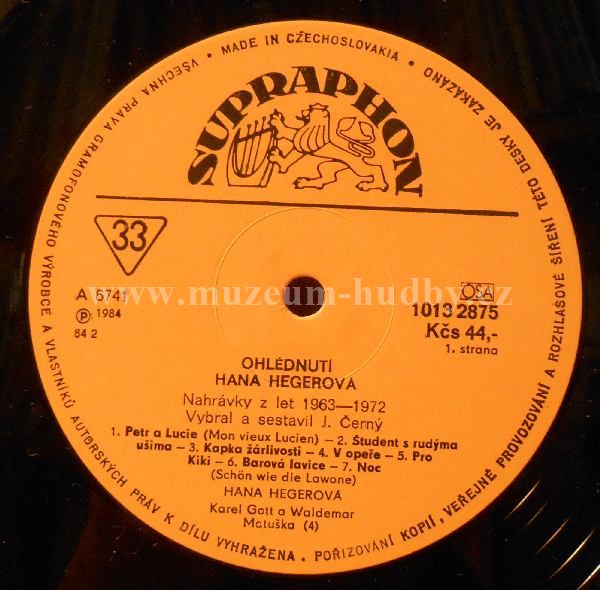 VŠECHNA PRÁVA GRAMOFONOVÉHO VÝROBCE A VLASTNÍKŮ AUTORSKÝCH PRÁV K DÍLU VYHRAŽENA. POŘIZOVÁNÍ KOPIÍ, VEŘEJNÉ PROVOZOVÁNÍ A ROZHLASOVÉ ŠÍŘENÍ TÉTO DESKY JE ZAKÁZÁNO
• MADE IN CZECHOSLOVAKIA •
SUPRAPHON
33
A 6741
Ⓟ 1984
84 2
www.muzeum-hudby.cz
OSA
1013 2875
Kčs 44,-
1. strana
OHLÉDNUTÍ
HANA HEGEROVÁ
Nahrávky z let 1963—1972
Vybral a sestavil J. Černý
1. Petr a Lucie (Mon vieux Lucien) — 2. Student s rudýma
ušima — 3. Kapka žárlivosti — 4. V opeře — 5. Pro
Kiki — 6. Barová lavice — 7. Noc
(Schön wie die Lawone)
HANA HEGEROVÁ
Karel Gott a Waldemar
Matuška (4)